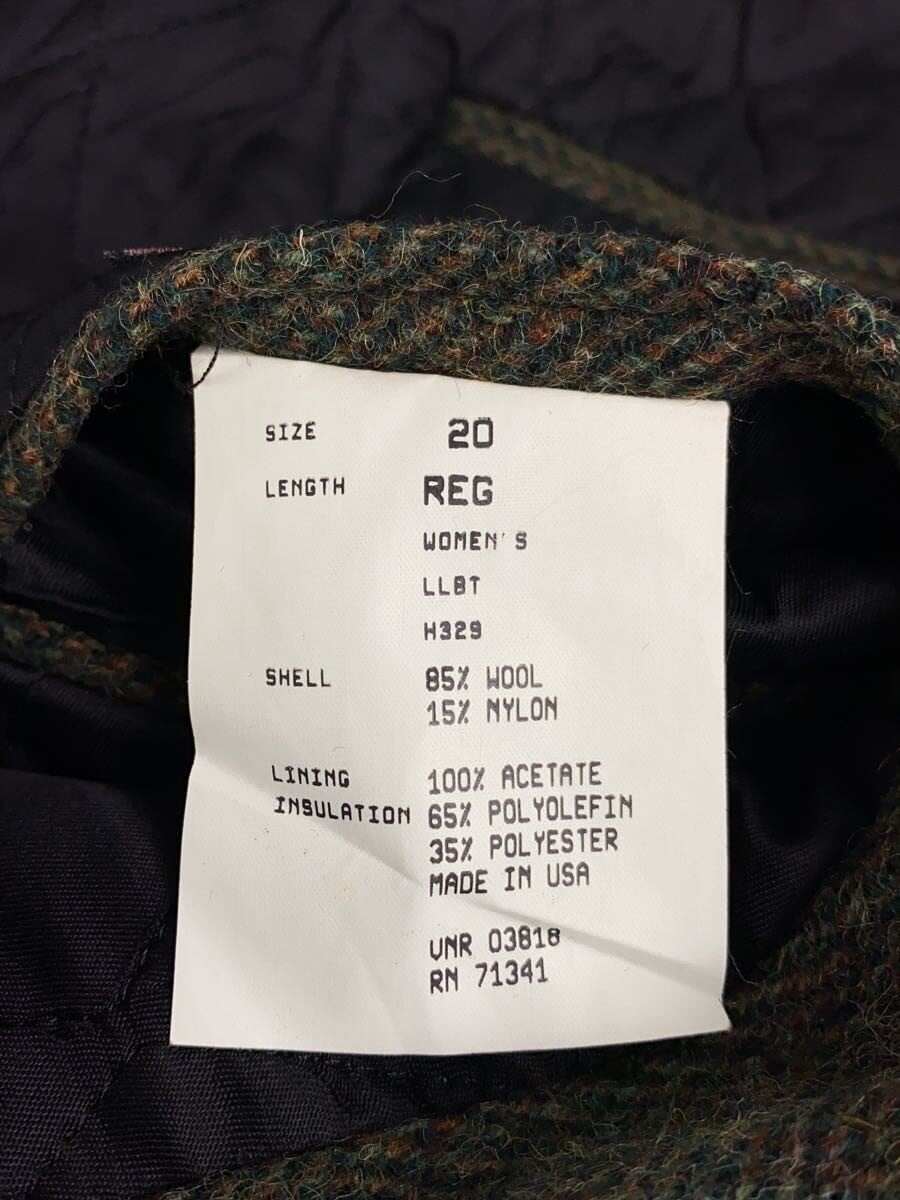 SIZE 20
LENGTH REG
WOMEN'S
LLBT
H329
SHELL 85% WOOL
15% NYLON
LINING 100% ACETATE
INSULATION 65% POLYOLEFIN
35% POLYESTER
MADE IN USA
VNR 03818
RN 71341